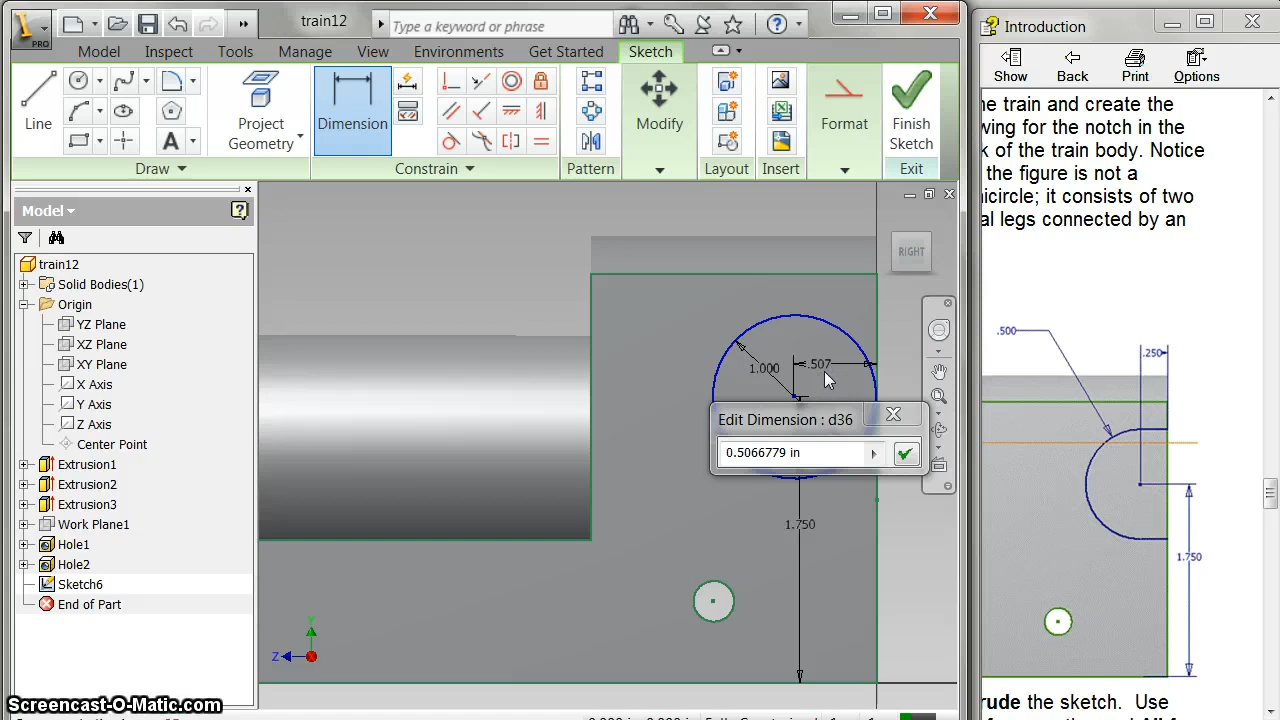 PRO
train12
Type a keyword or phrase
Introduction
Model Inspect Tools Manage View Environments Get Started Sketch
Show Back Print Options
Line
Project
Geometry
Dimension
Modify
Format
Finish
Sketch
Draw Constrain Pattern Layout Insert Exit
he train and create the
wing for the notch in the
k of the train body. Notice
the figure is not a
nicircle; it consists of two
al legs connected by an
Model
train12
Solid Bodies(1)
Origin
YZ Plane
XZ Plane
XY Plane
X Axis
Y Axis
Z Axis
Center Point
Extrusion1
Extrusion2
Extrusion3
Work Plane1
Hole1
Hole2
Sketch6
End of Part
RIGHT
1.000
.507
Edit Dimension : d36
0.5066779 in
1.750
Y
Z
.500
.250
1.750
Screencast-O-Matic.com
rude the sketch. Use